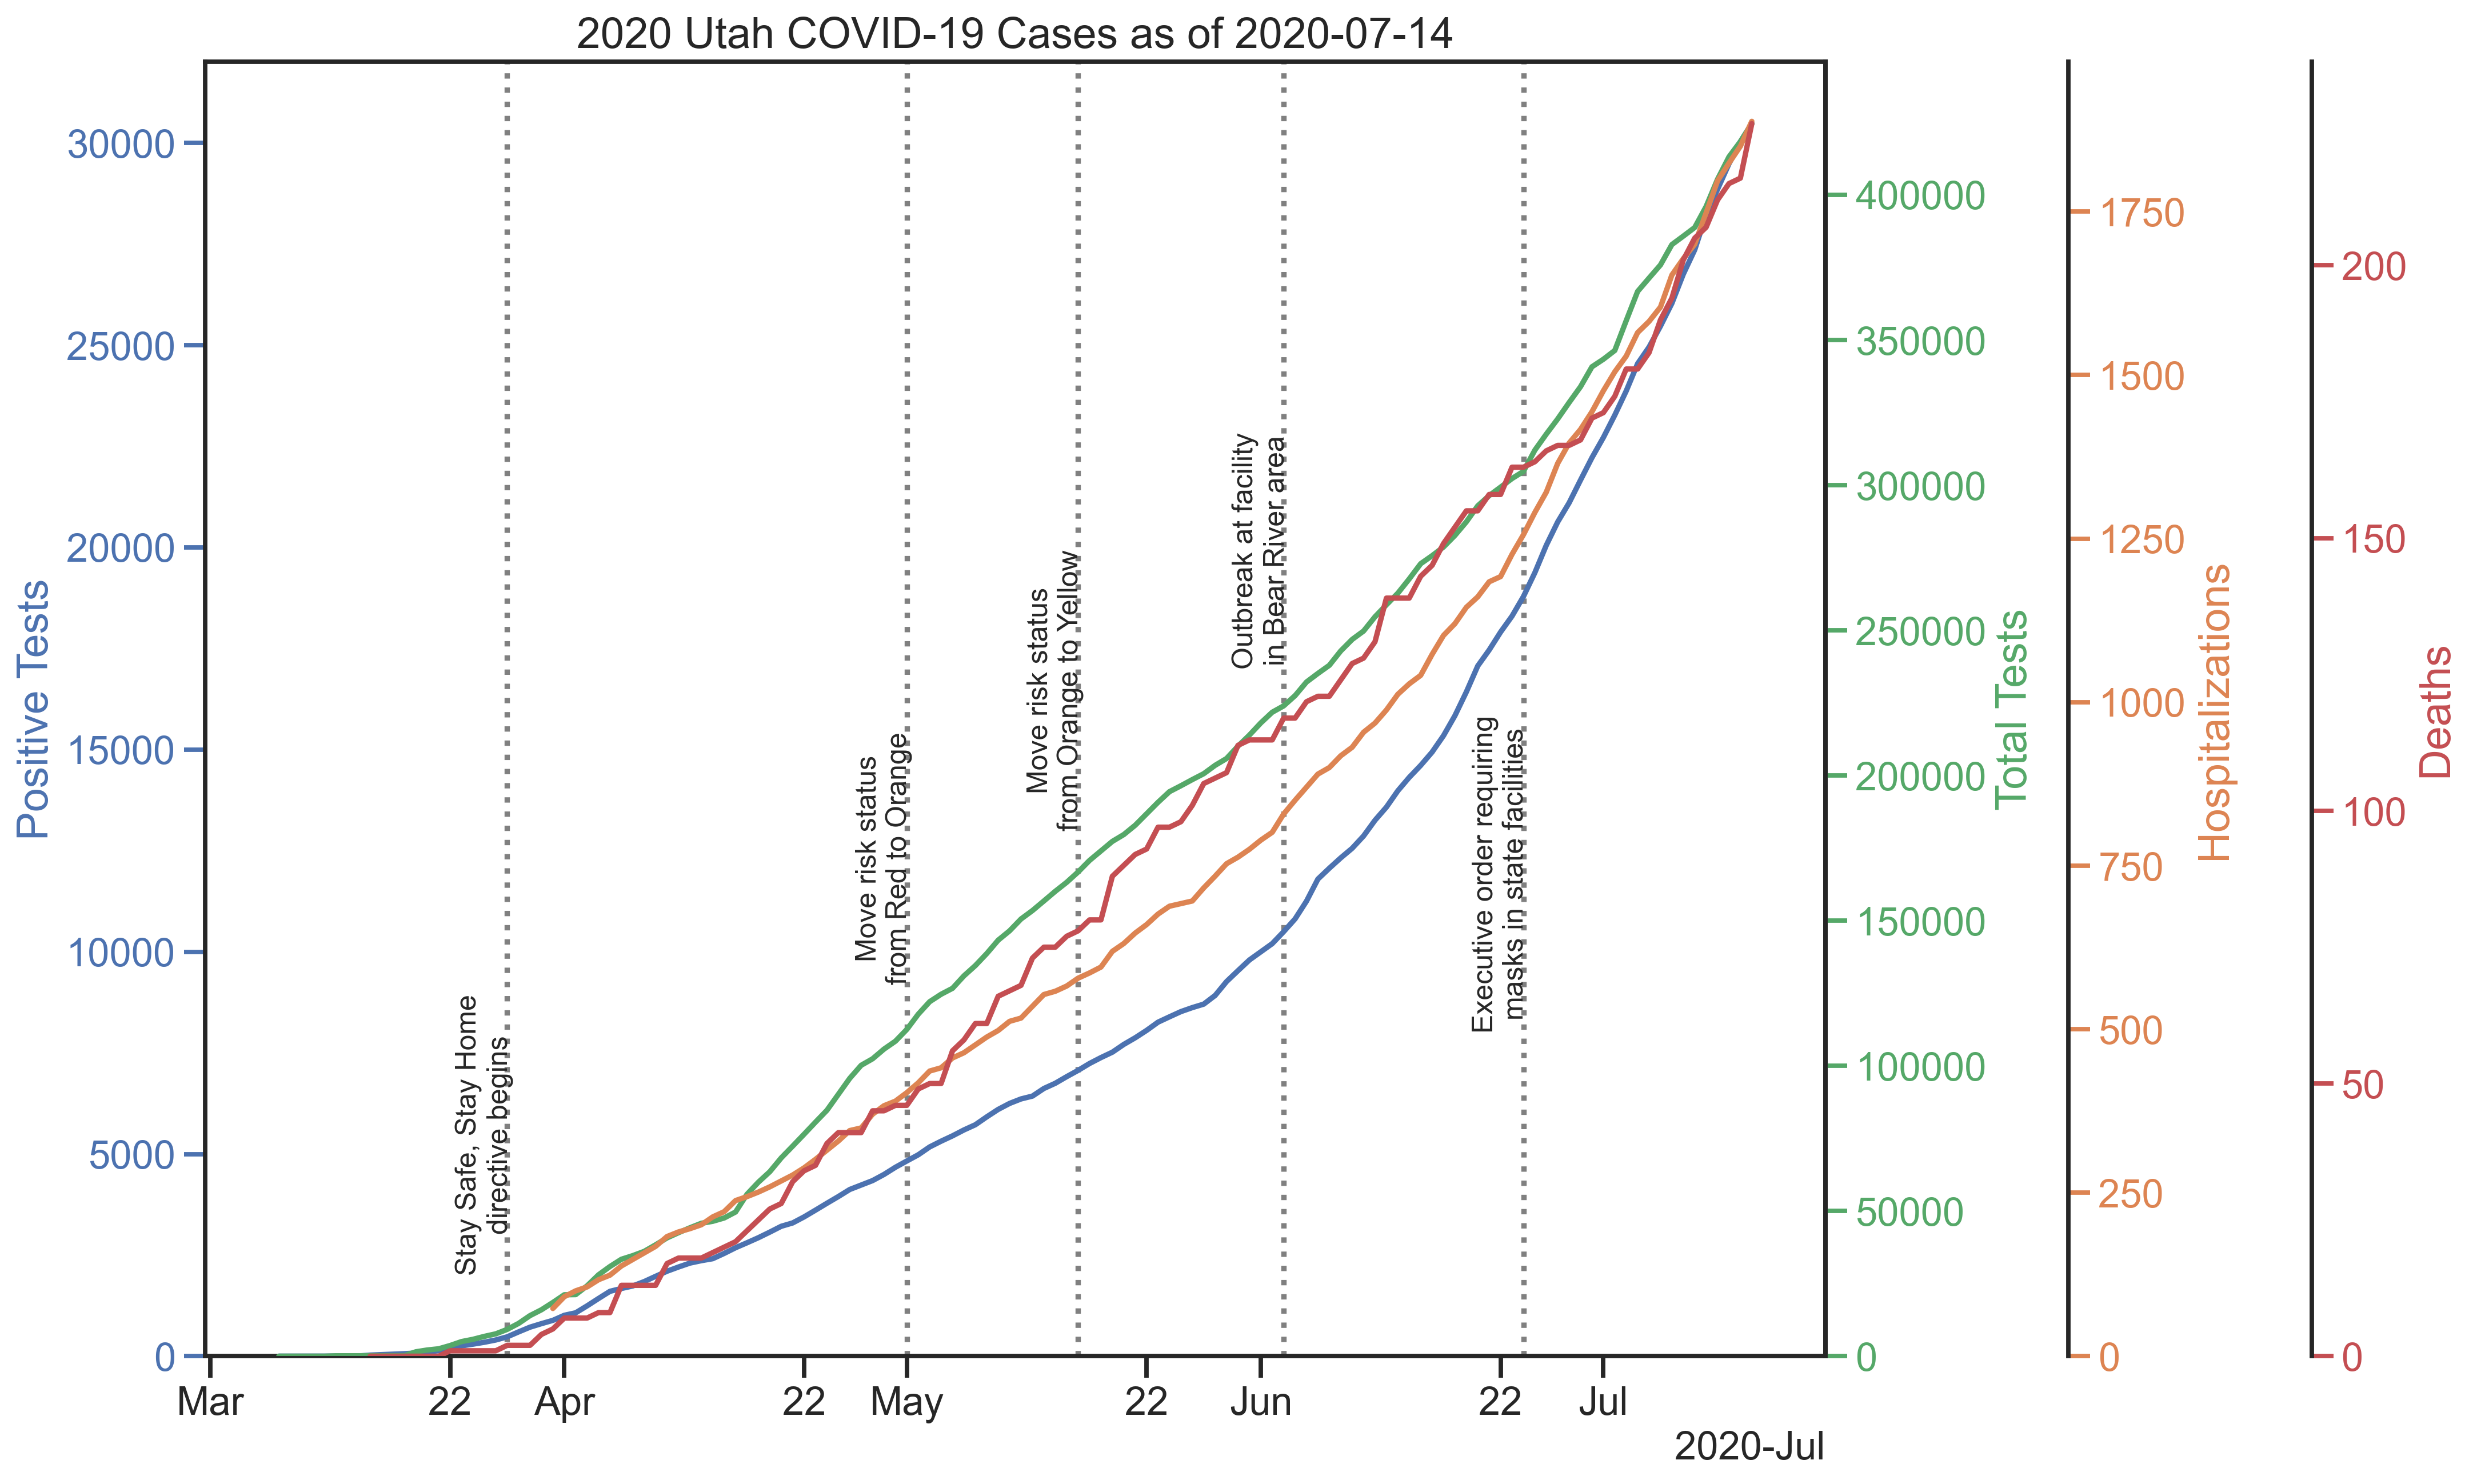 2020 Utah COVID-19 Cases as of 2020-07-14
Positive Tests
30000
25000
20000
15000
10000
5000
0
Stay Safe, Stay Home
directive begins
Move risk status
from Red to Orange
Move risk status
from Orange to Yellow
Outbreak at facility
in Bear River area
Executive order requiring
masks in state facilities
400000
350000
300000
250000
200000
150000
100000
50000
0
Total Tests
1750
1500
1250
1000
750
500
250
0
Hospitalizations
200
150
100
50
0
Deaths
Mar 22 Apr 22 May 22 Jun 22 Jul
2020-Jul